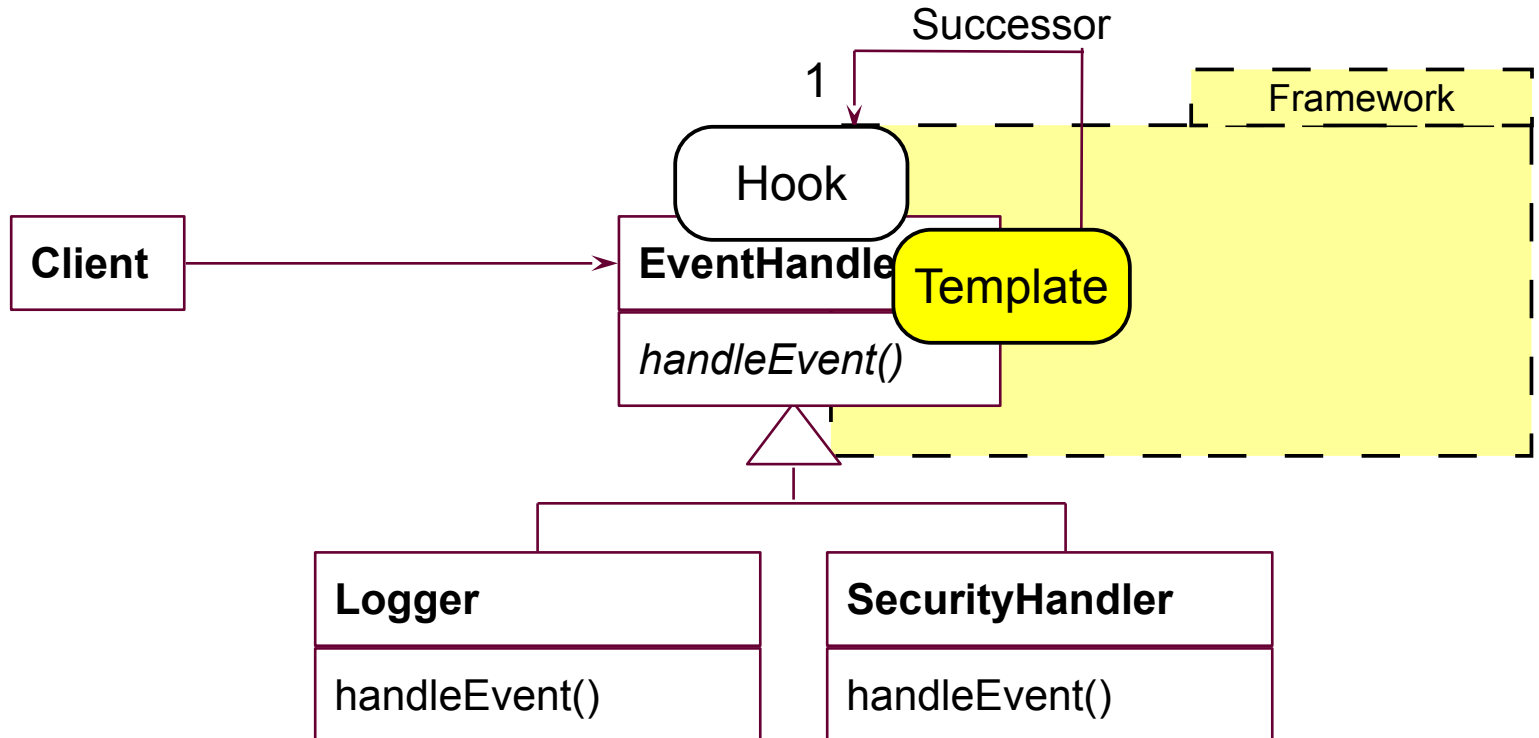 Successor
1
Framework
Hook
Client
EventHandle
Template
handleEvent()
Logger
SecurityHandler
handleEvent()
handleEvent()